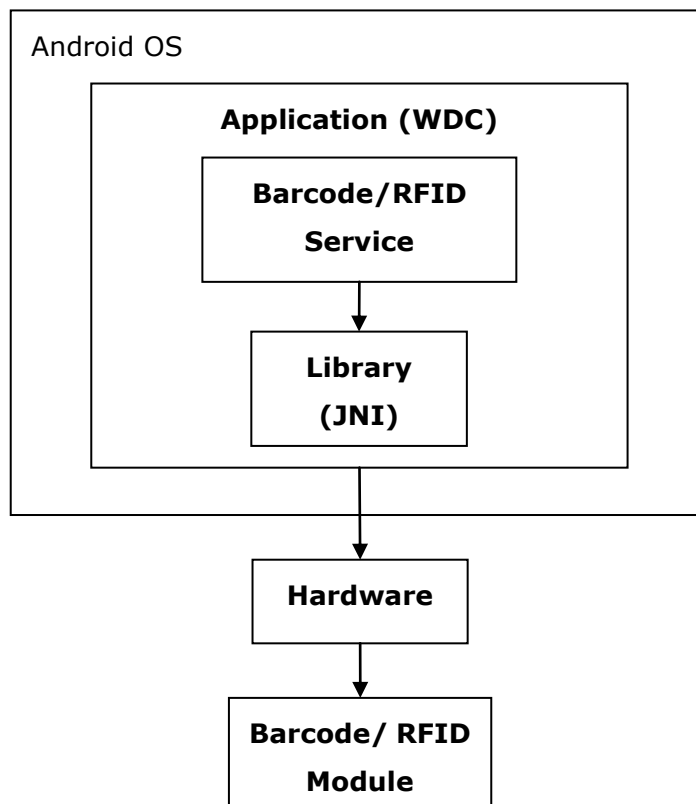 Android OS
Application (WDC)
Barcode/RFID
Service
Library
(JNI)
Hardware
Barcode/ RFID
Module